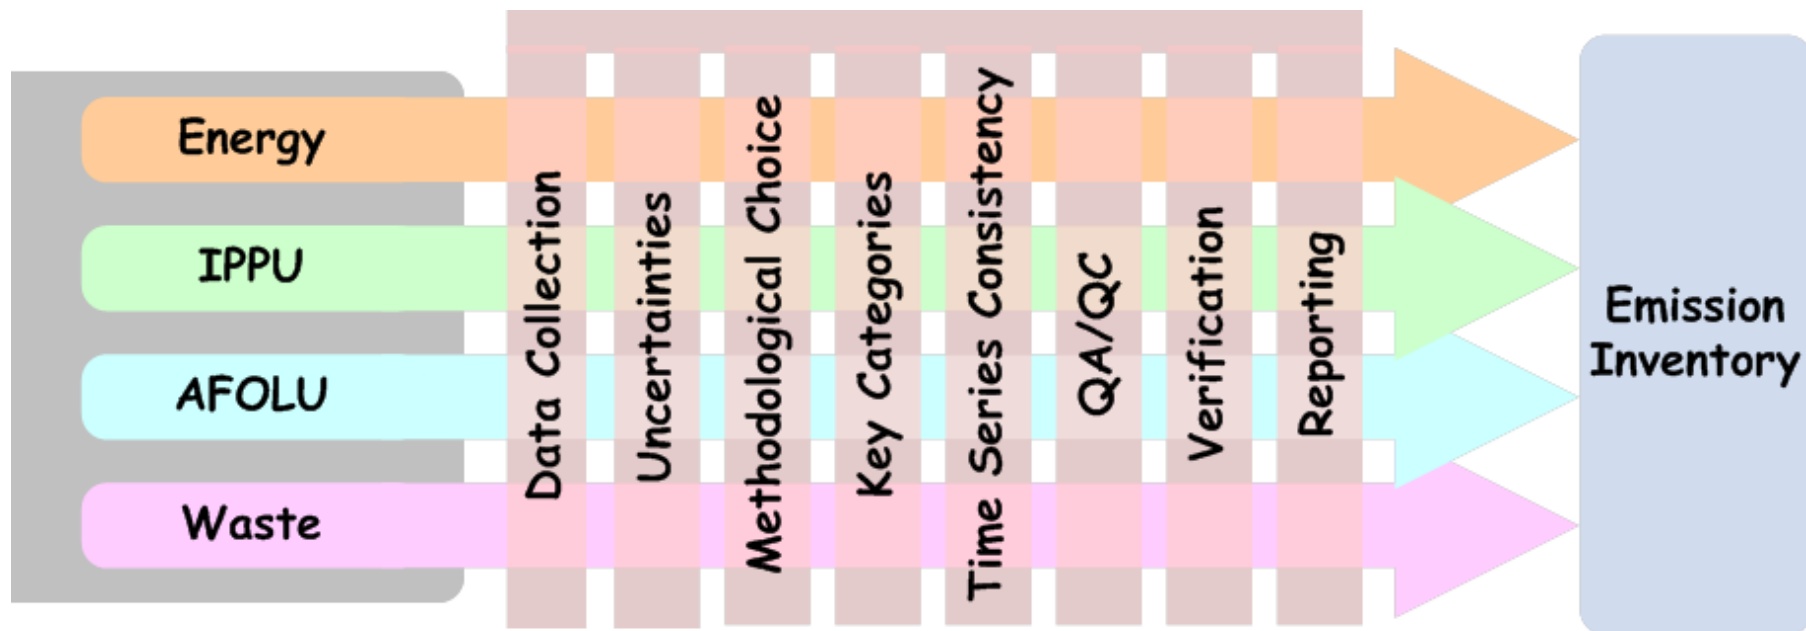 Energy
IPPU
AFOLU
Waste
Data Collection
Uncertainties
Methodological Choice
Key Categories
Time Series Consistency
QA/QC
Verification
Reporting
Emission
Inventory